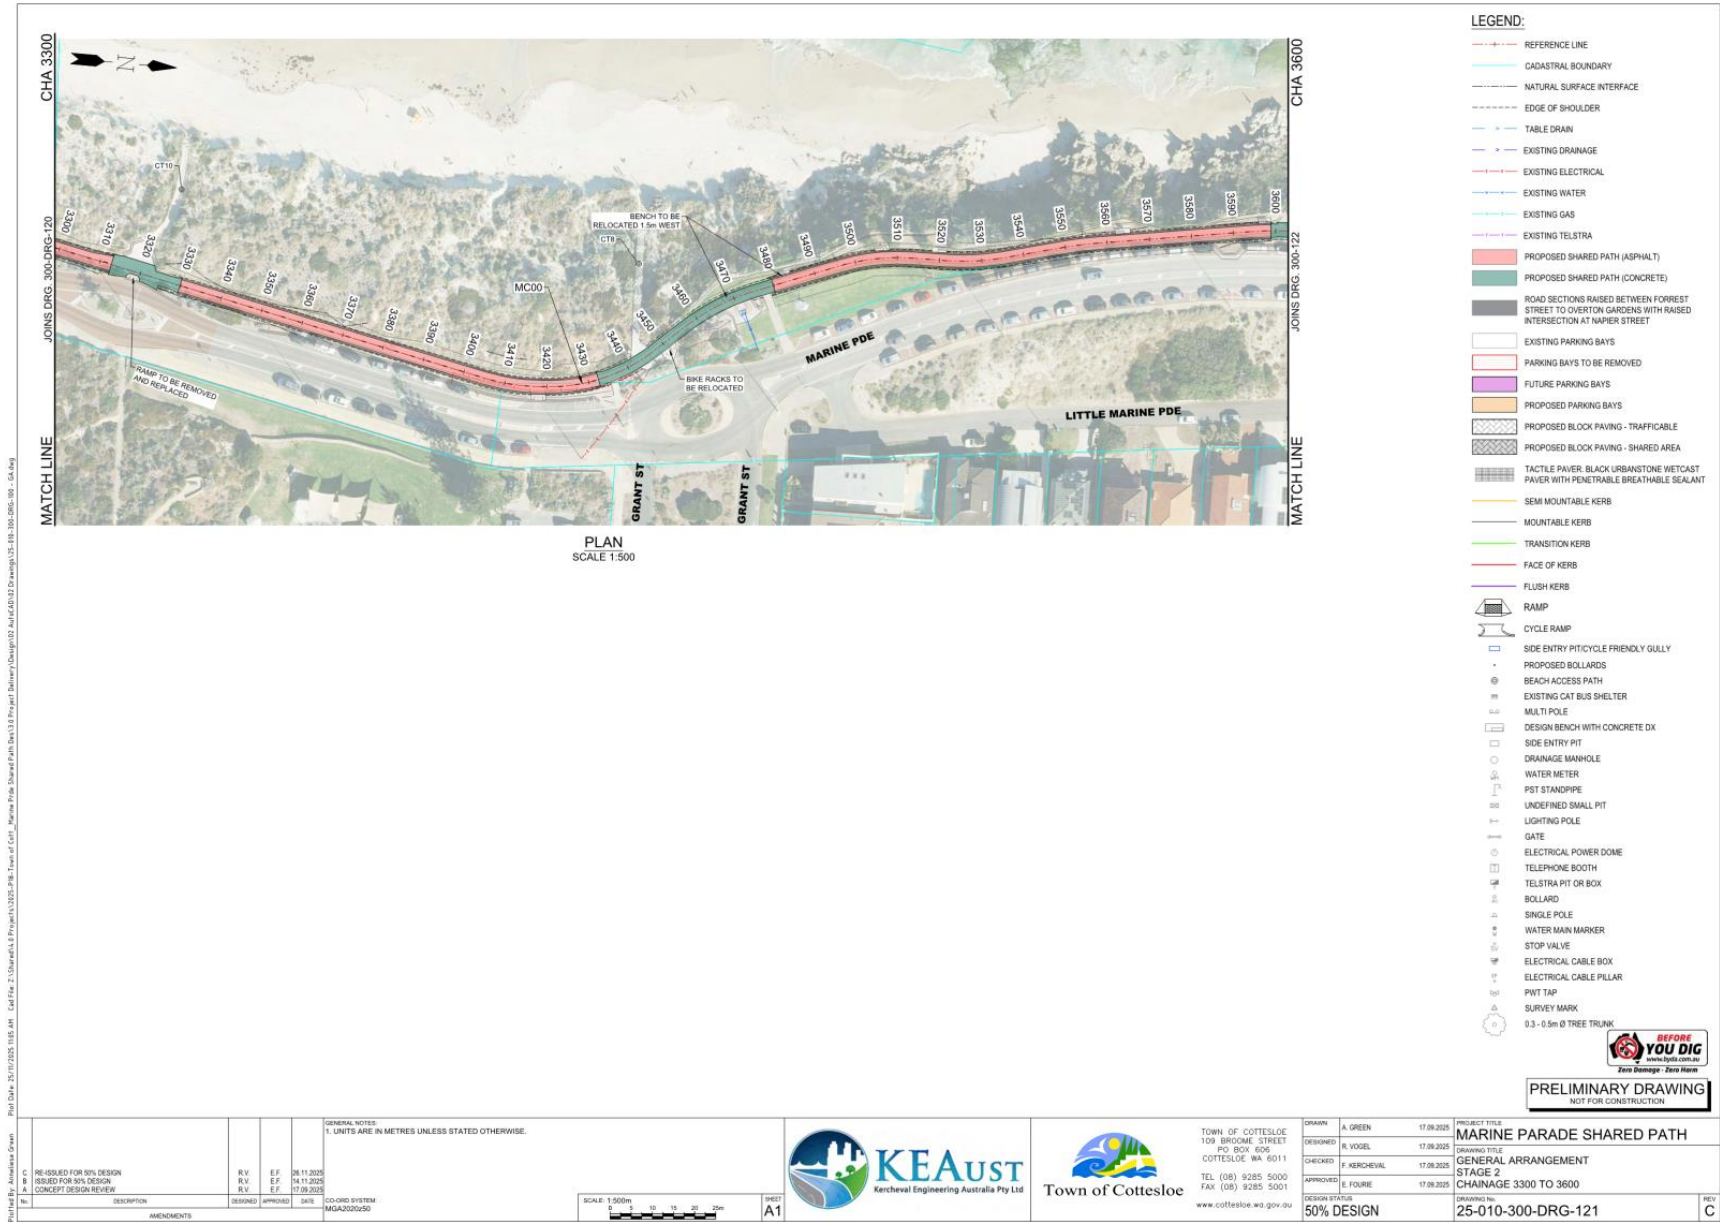 CHA 3300
CHA 3600
N
CT10
3300
3310
3320
3330
3340
3350
3360
3370
3380
3390
3400
3410
3420
3430
3440
3450
3460
3470
3480
3490
3500
3510
3520
3530
3540
3550
3560
3570
3580
3590
3600
JOINS DRG. 300-DRG-120
JOINS DRG. 300-122
BENCH TO BE
RELOCATED 1.5m WEST
CT8
MC00
RAMP TO BE REMOVED
AND REPLACED
BIKE RACKS TO
BE RELOCATED
MARINE PDE
LITTLE MARINE PDE
GRANT ST
GRANT ST
MATCH LINE
MATCH LINE
PLAN
SCALE 1:500
LEGEND:
REFERENCE LINE
CADASTRAL BOUNDARY
NATURAL SURFACE INTERFACE
EDGE OF SHOULDER
TABLE DRAIN
EXISTING DRAINAGE
EXISTING ELECTRICAL
EXISTING WATER
EXISTING GAS
EXISTING TELSTRA
PROPOSED SHARED PATH (ASPHALT)
PROPOSED SHARED PATH (CONCRETE)
ROAD SECTIONS RAISED BETWEEN FORREST
STREET TO OVERTON GARDENS WITH RAISED
INTERSECTION AT NAPIER STREET
EXISTING PARKING BAYS
PARKING BAYS TO BE REMOVED
FUTURE PARKING BAYS
PROPOSED PARKING BAYS
PROPOSED BLOCK PAVING - TRAFFICABLE
PROPOSED BLOCK PAVING - SHARED AREA
TACTILE PAVER: BLACK URBANSTONE WETCAST
PAVER WITH PENETRABLE BREATHABLE SEALANT
SEMI MOUNTABLE KERB
MOUNTABLE KERB
TRANSITION KERB
FACE OF KERB
FLUSH KERB
RAMP
CYCLE RAMP
SIDE ENTRY PIT/CYCLE FRIENDLY GULLY
PROPOSED BOLLARDS
BEACH ACCESS PATH
EXISTING CAT BUS SHELTER
MULTI POLE
DESIGN BENCH WITH CONCRETE DX
SIDE ENTRY PIT
DRAINAGE MANHOLE
WATER METER
PST STANDPIPE
UNDEFINED SMALL PIT
LIGHTING POLE
GATE
ELECTRICAL POWER DOME
TELEPHONE BOOTH
TELSTRA PIT OR BOX
BOLLARD
SINGLE POLE
WATER MAIN MARKER
STOP VALVE
ELECTRICAL CABLE BOX
ELECTRICAL CABLE PILLAR
PWT TAP
SURVEY MARK
0.3 - 0.5m Ø TREE TRUNK
BEFORE
YOU DIG
www.byda.com.au
Zero Damage - Zero Harm
PRELIMINARY DRAWING
NOT FOR CONSTRUCTION
C RE-ISSUED FOR 50% DESIGN R.V. E.F. 26.11.2025
B ISSUED FOR 50% DESIGN R.V. E.F. 14.11.2025
A CONCEPT DESIGN REVIEW R.V. E.F. 17.09.2025
No. DESCRIPTION DESIGNED APPROVED DATE
AMENDMENTS
GENERAL NOTES:
1. UNITS ARE IN METRES UNLESS STATED OTHERWISE.
CO-ORD SYSTEM:
MGA2020z50
SCALE: 1:500m
0 5 10 15 20 25m
SHEET
A1
KEAUST
Kercheval Engineering Australia Pty Ltd
Town of Cottesloe
TOWN OF COTTESLOE
109 BROOME STREET
PO BOX 606
COTTESLOE WA 6011
TEL (08) 9285 5000
FAX (08) 9285 5001
www.cottesloe.wa.gov.au
DRAWN A. GREEN 17.09.2025
DESIGNED R. VOGEL 17.09.2025
CHECKED F. KERCHEVAL 17.09.2025
APPROVED E. FOURIE 17.09.2025
DESIGN STATUS
50% DESIGN
PROJECT TITLE
MARINE PARADE SHARED PATH
DRAWING TITLE
GENERAL ARRANGEMENT
STAGE 2
CHAINAGE 3300 TO 3600
DRAWING No.
25-010-300-DRG-121
REV
C